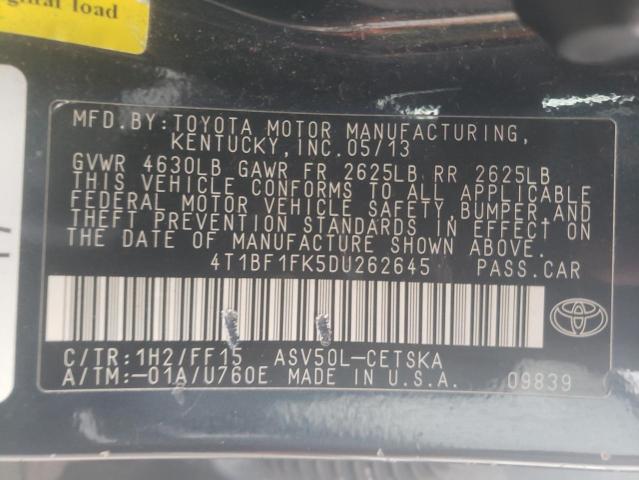 ginal load
MFD.BY:TOYOTA MOTOR MANUFACTURING,
KENTUCKY,INC.05/13
GVWR 4630LB GAWR FR 2625LB RR 2625LB
THIS VEHICLE CONFORMS TO ALL APPLICABLE
FEDERAL MOTOR VEHICLE SAFETY,BUMPER,AND
THEFT PREVENTION STANDARDS IN EFFECT ON
THE DATE OF MANUFACTURE SHOWN ABOVE.
4T1BF1FK5DU262645 PASS.CAR
C/TR:1H2/FF15 ASV50L-CETSKA
A/TM:-01A/U760E MADE IN U.S.A. 09839